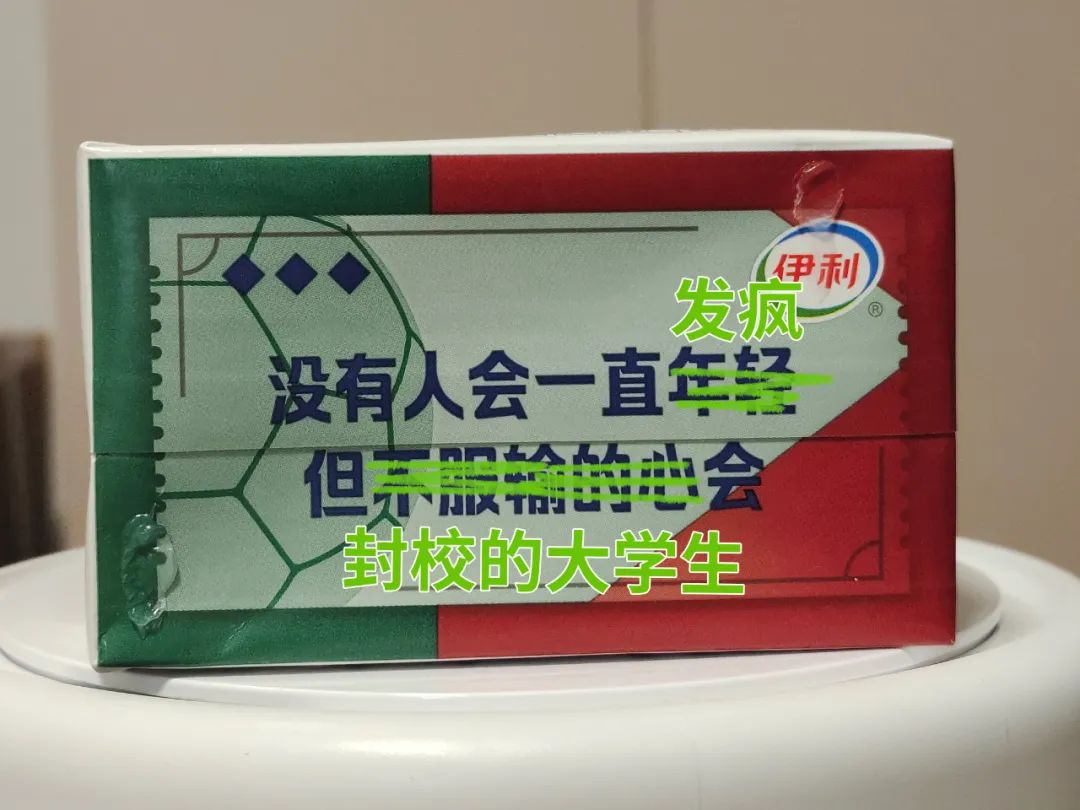 伊利
®
发疯
没有人会一直年轻
但不服输的心会
封校的大学生